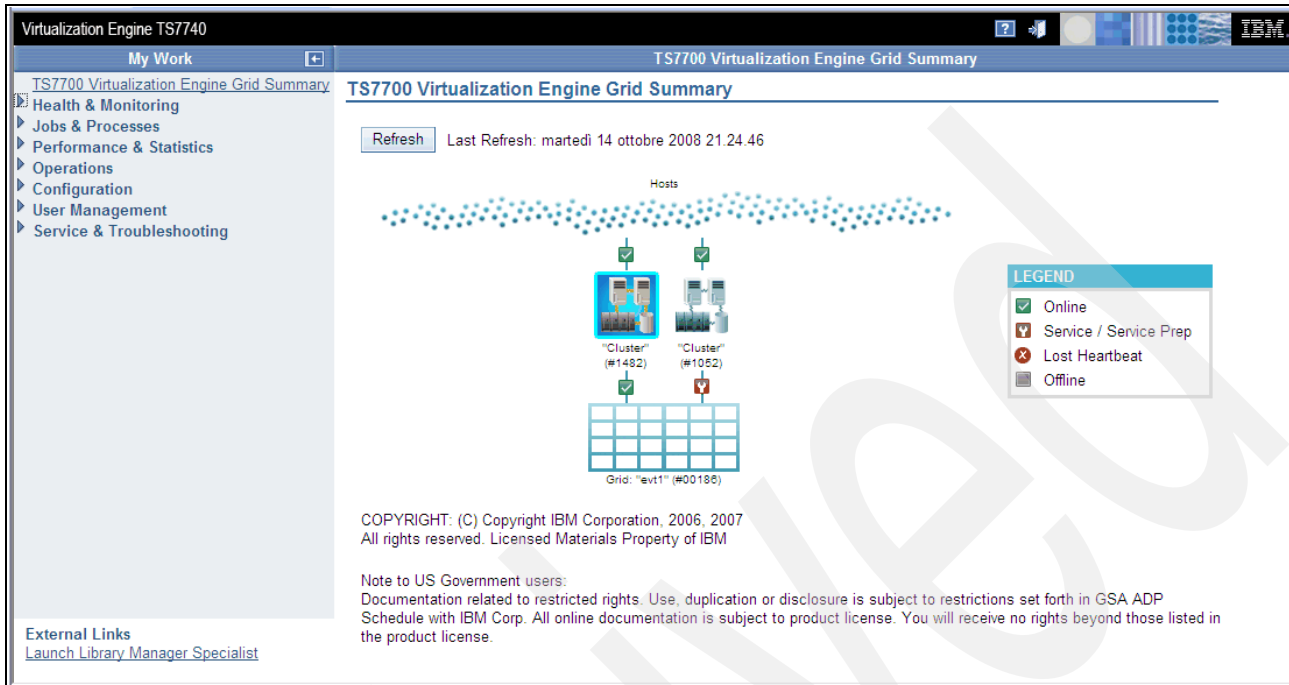 Virtualization Engine TS7740
? IBM.
My Work
TS7700 Virtualization Engine Grid Summary
TS7700 Virtualization Engine Grid Summary
Health & Monitoring
Jobs & Processes
Performance & Statistics
Operations
Configuration
User Management
Service & Troubleshooting
External Links
Launch Library Manager Specialist
TS7700 Virtualization Engine Grid Summary
Refresh Last Refresh: martedì 14 ottobre 2008 21.24.46
Hosts
"Cluster" "Cluster"
(#1482) (#1052)
Grid: "evt1" (#00186)
LEGEND
Online
Service / Service Prep
Lost Heartbeat
Offline
COPYRIGHT: (C) Copyright IBM Corporation, 2006, 2007
All rights reserved. Licensed Materials Property of IBM
Note to US Government users:
Documentation related to restricted rights. Use, duplication or disclosure is subject to restrictions set forth in GSA ADP
Schedule with IBM Corp. All online documentation is subject to product license. You will receive no rights beyond those listed in
the product license.